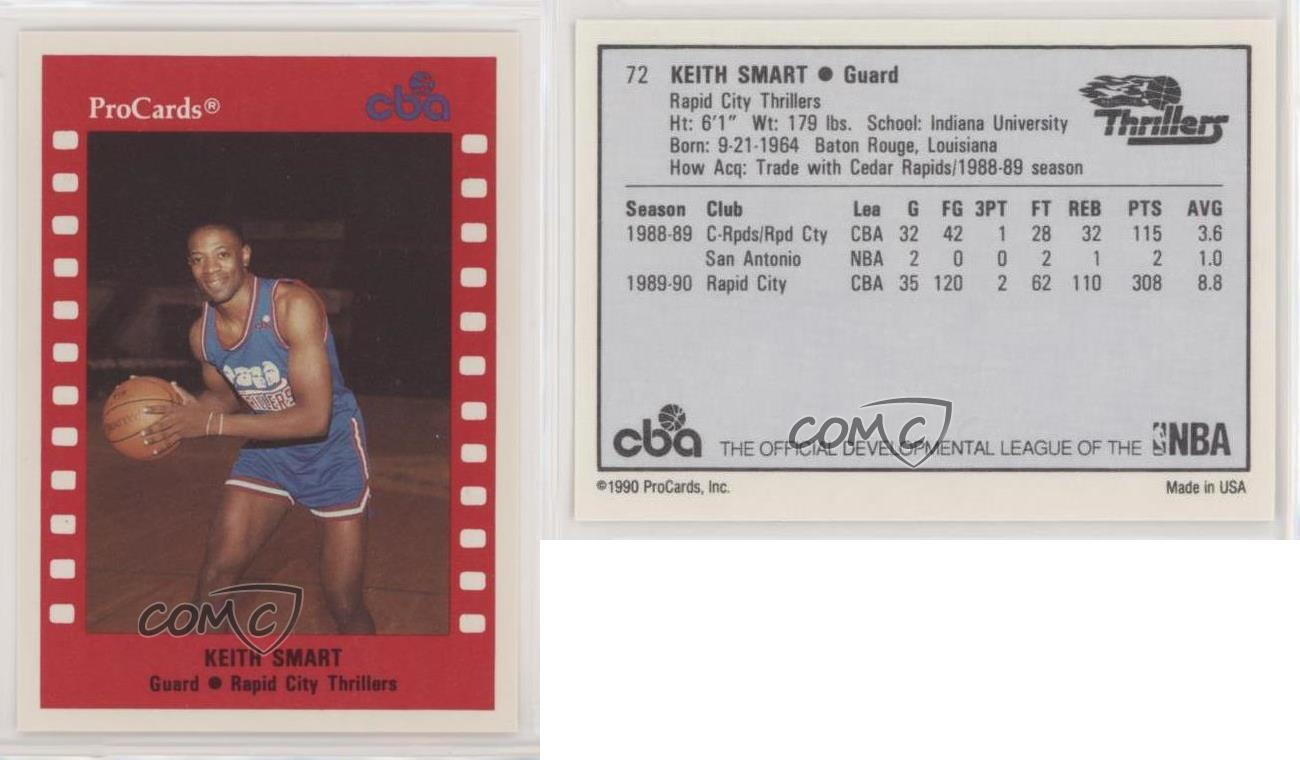 ProCards®
cba
THRILLERS
COMC
KEITH SMART
Guard ● Rapid City Thrillers
72 KEITH SMART ● Guard
Thrillers
Rapid City Thrillers
Ht: 6'1" Wt: 179 lbs. School: Indiana University
Born: 9-21-1964 Baton Rouge, Louisiana
How Acq: Trade with Cedar Rapids/1988-89 season
Season Club Lea G FG 3PT FT REB PTS AVG
1988-89 C-Rpds/Rpd Cty CBA 32 42 1 28 32 115 3.6
San Antonio NBA 2 0 0 2 1 2 1.0
1989-90 Rapid City CBA 35 120 2 62 110 308 8.8
COMC
cba THE OFFICIAL DEVELOPMENTAL LEAGUE OF THE NBA
©1990 ProCards, Inc. Made in USA